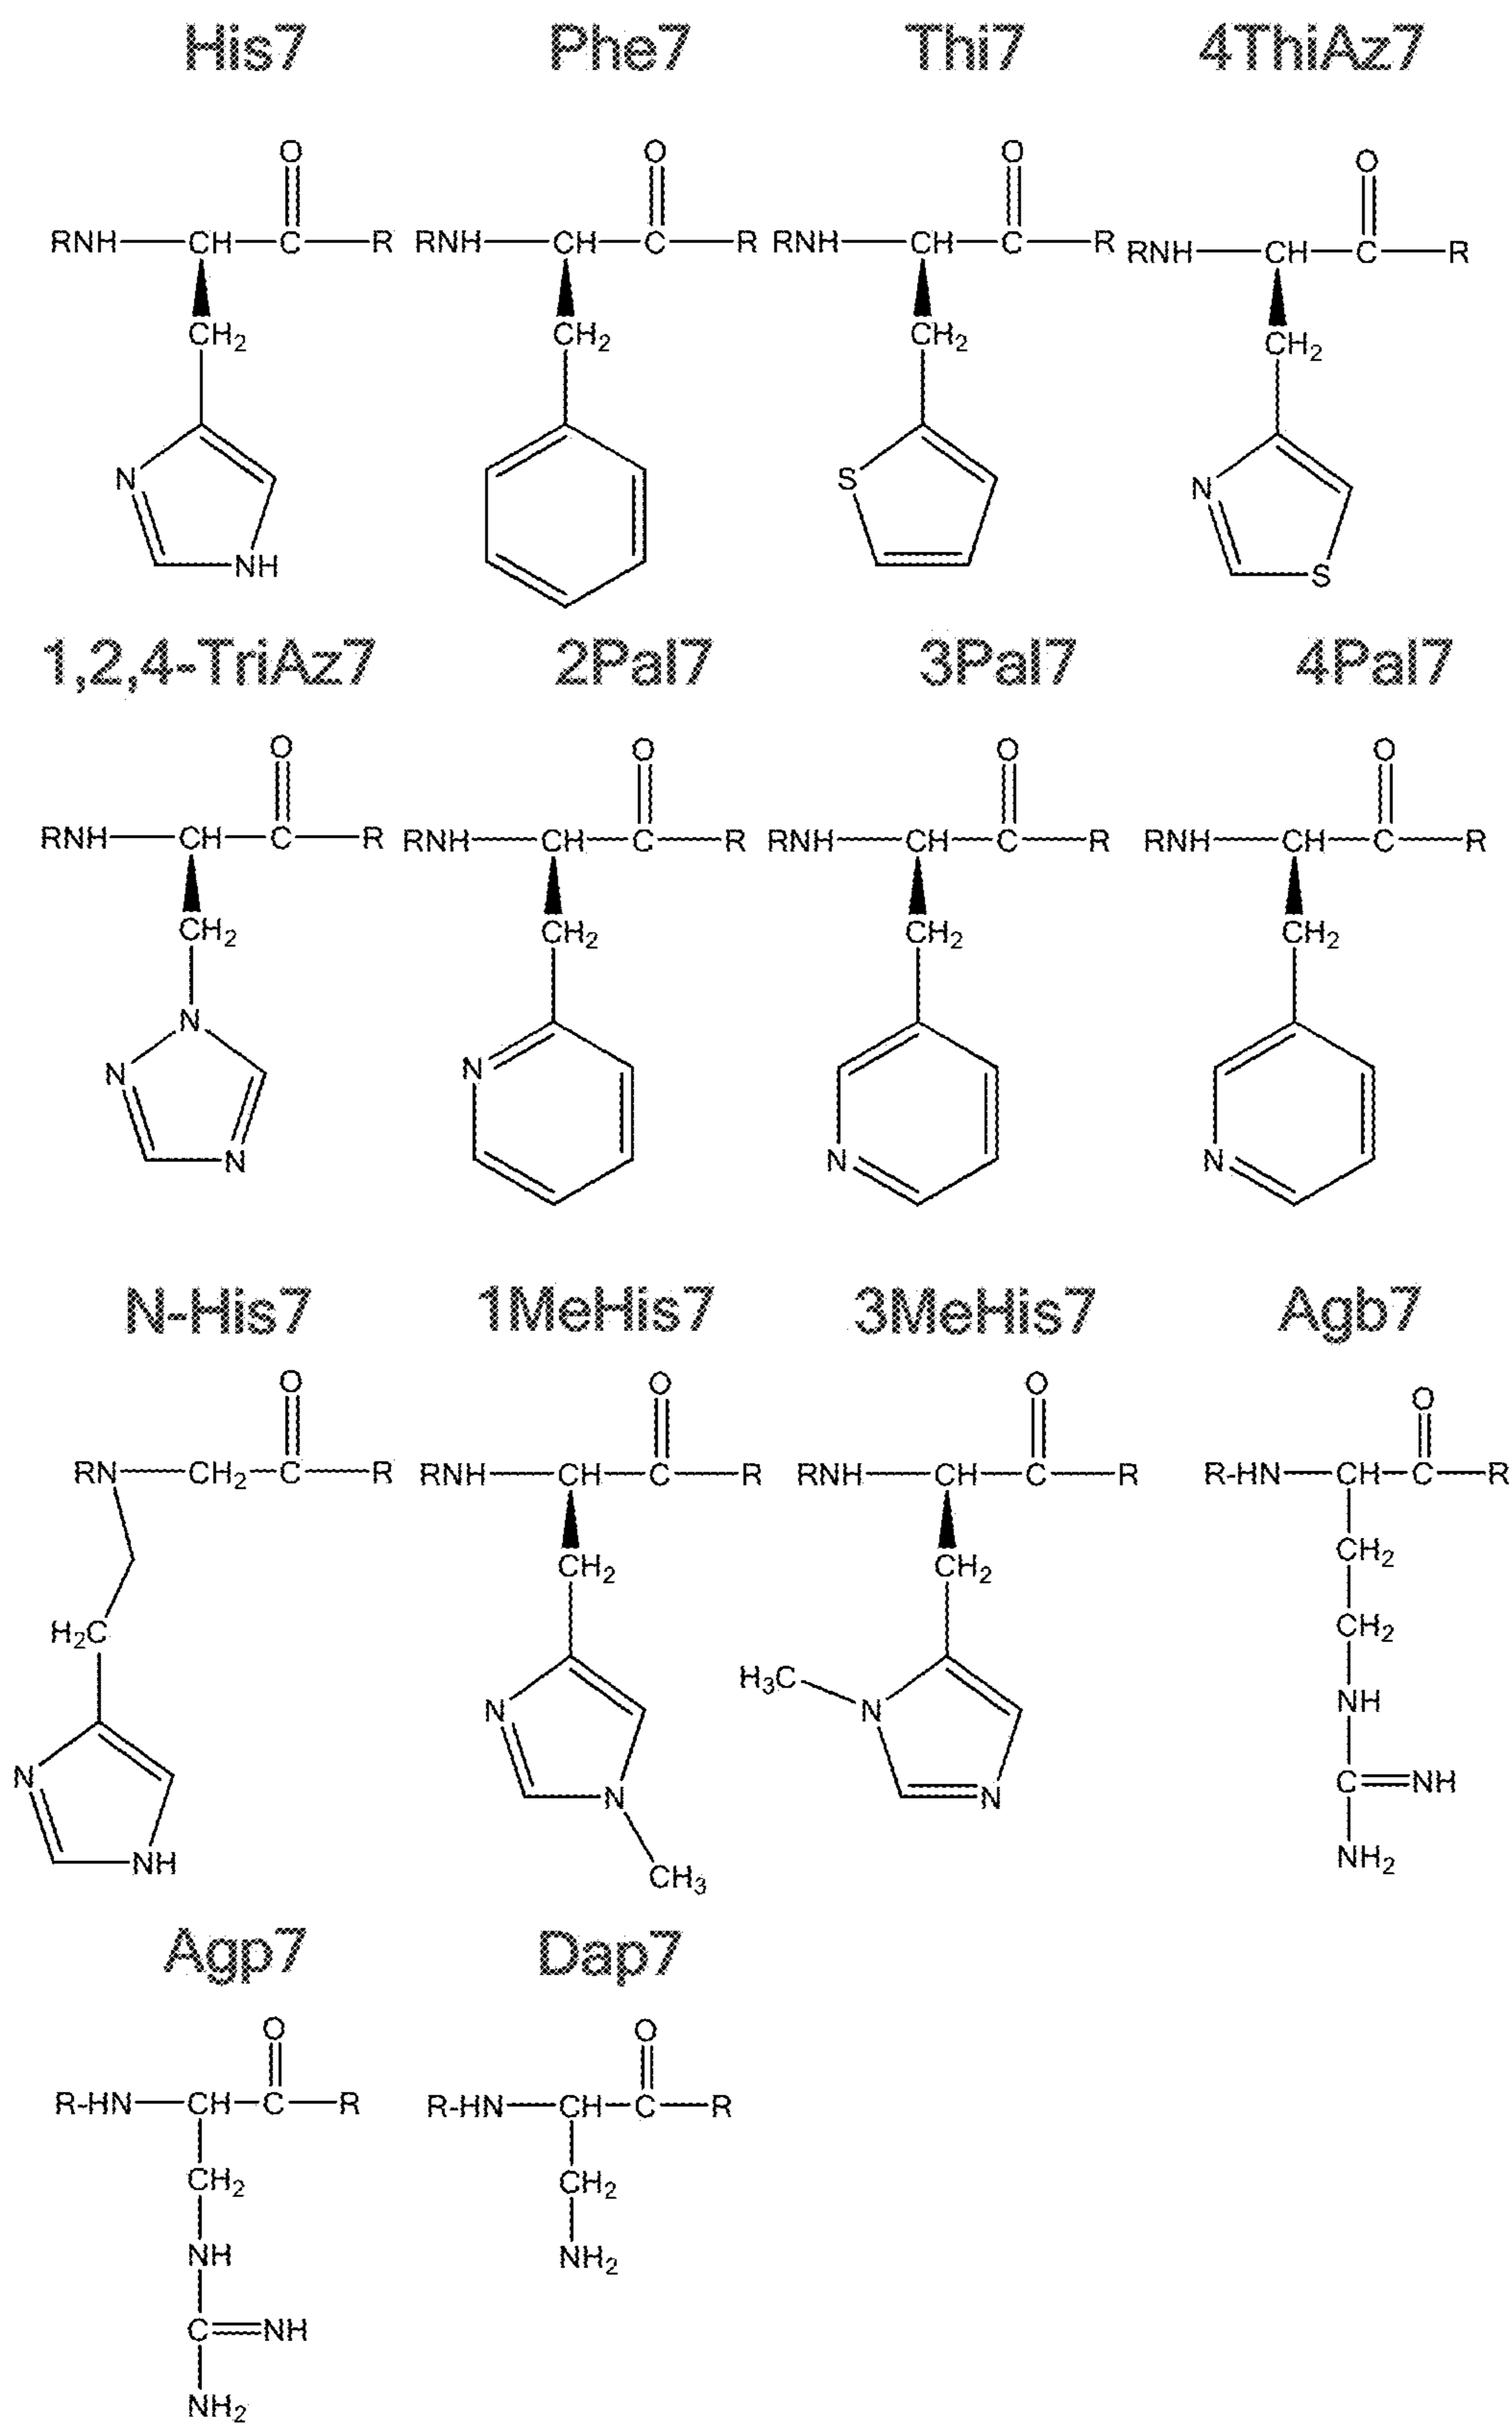 His7 Phe7 Thi7 4ThiAz7
O O O O
RNH CH C R RNH CH C R RNH CH C R RNH CH C R
CH2 CH2 CH2 CH2
N S N
NH S
1,2,4-TriAz7 2Pal7 3Pal7 4Pal7
O O O O
RNH CH C R RNH CH C R RNH CH C R RNH CH C R
CH2 CH2 CH2 CH2
N
N N
N N N
N-His7 1MeHis7 3MeHis7 Agb7
O O O O
RN CH2 C R RNH CH C R RNH CH C R R-HN CH C R
CH2 CH2 CH2
H2C CH2
H3C N N NH
N N N C NH
NH CH3 NH2
Agp7 Dap7
O O
R-HN CH C R R-HN CH C R
CH2 CH2
NH NH2
C NH
NH2